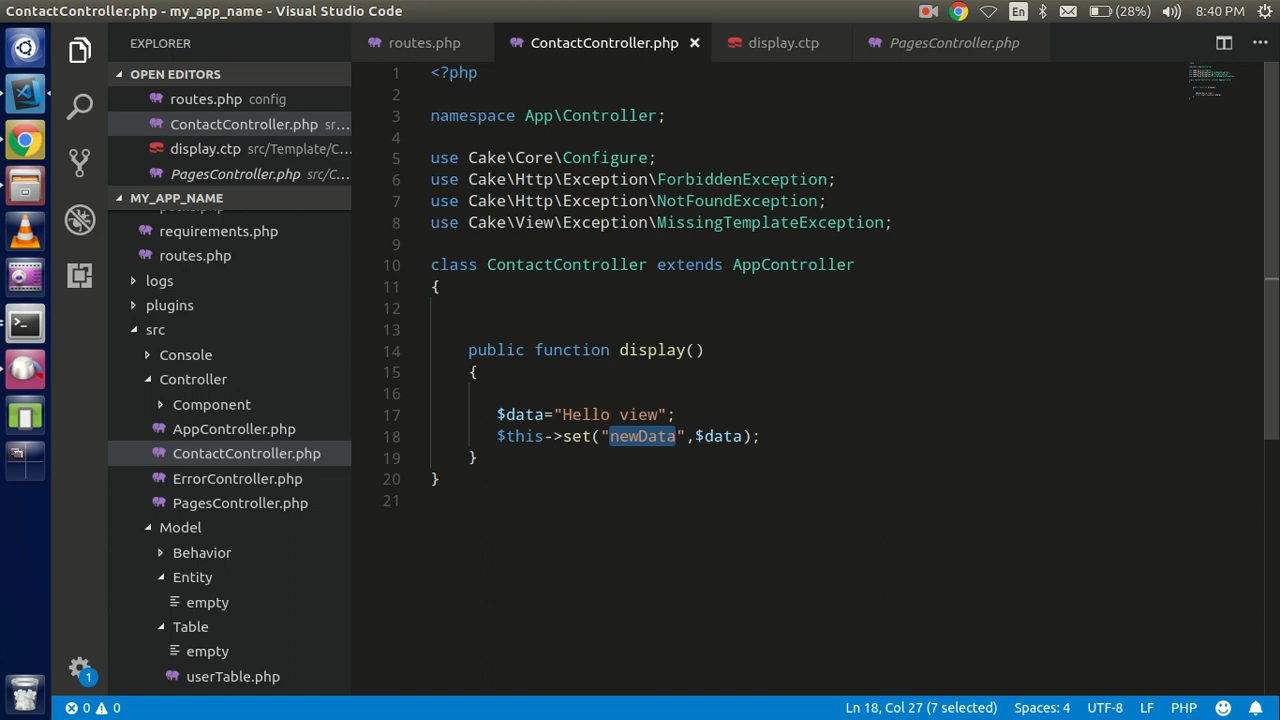 ContactController.php - my_app_name - Visual Studio Code
En
(28%)
8:40 PM
EXPLORER
OPEN EDITORS
routes.php config
ContactController.php sr...
display.ctp src/Template/C...
PagesController.php src/C...
MY_APP_NAME
requirements.php
routes.php
logs
plugins
src
Console
Controller
Component
AppController.php
ContactController.php
ErrorController.php
PagesController.php
Model
Behavior
Entity
empty
Table
empty
userTable.php
routes.php
ContactController.php
display.ctp
PagesController.php
1 <?php
2
3 namespace App\Controller;
4
5 use Cake\Core\Configure;
6 use Cake\Http\Exception\ForbiddenException;
7 use Cake\Http\Exception\NotFoundException;
8 use Cake\View\Exception\MissingTemplateException;
9
10 class ContactController extends AppController
11 {
12
13
14 public function display()
15 {
16
17 $data="Hello view";
18 $this->set("newData",$data);
19 }
20 }
21
1
0 0
Ln 18, Col 27 (7 selected)
Spaces: 4
UTF-8
LF
PHP